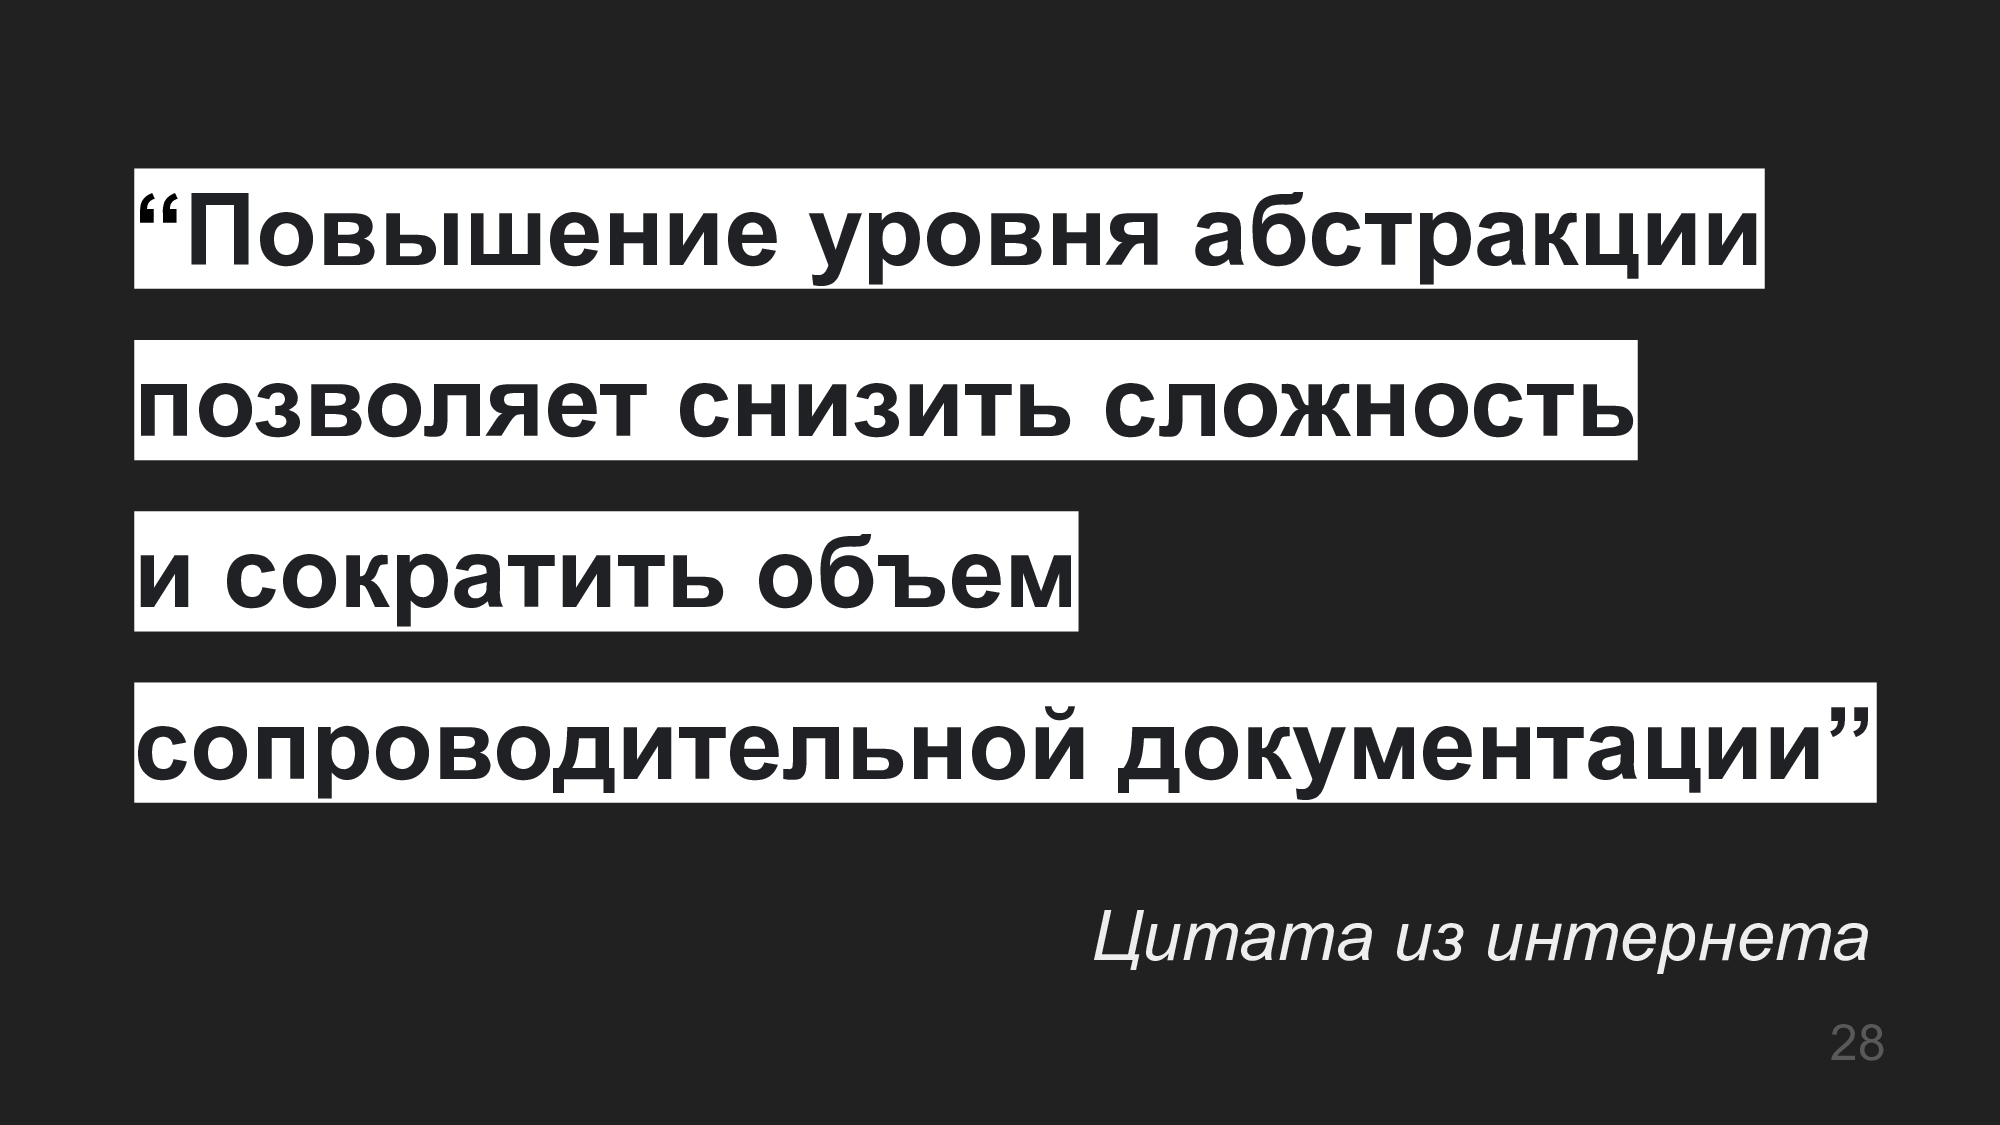 “Повышение уровня абстракции
позволяет снизить сложность
и сократить объем
сопроводительной документации”
Цитата из интернета
28